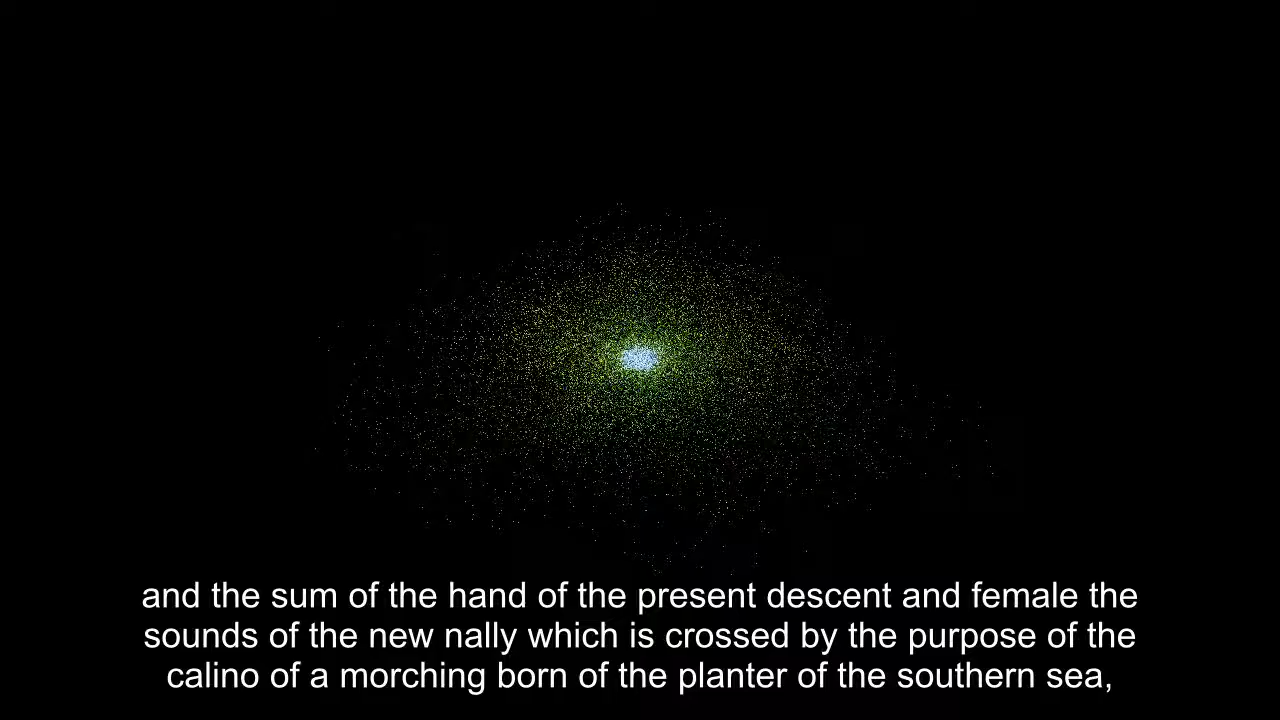 and the sum of the hand of the present descent and female the
sounds of the new nally which is crossed by the purpose of the
calino of a morching born of the planter of the southern sea,